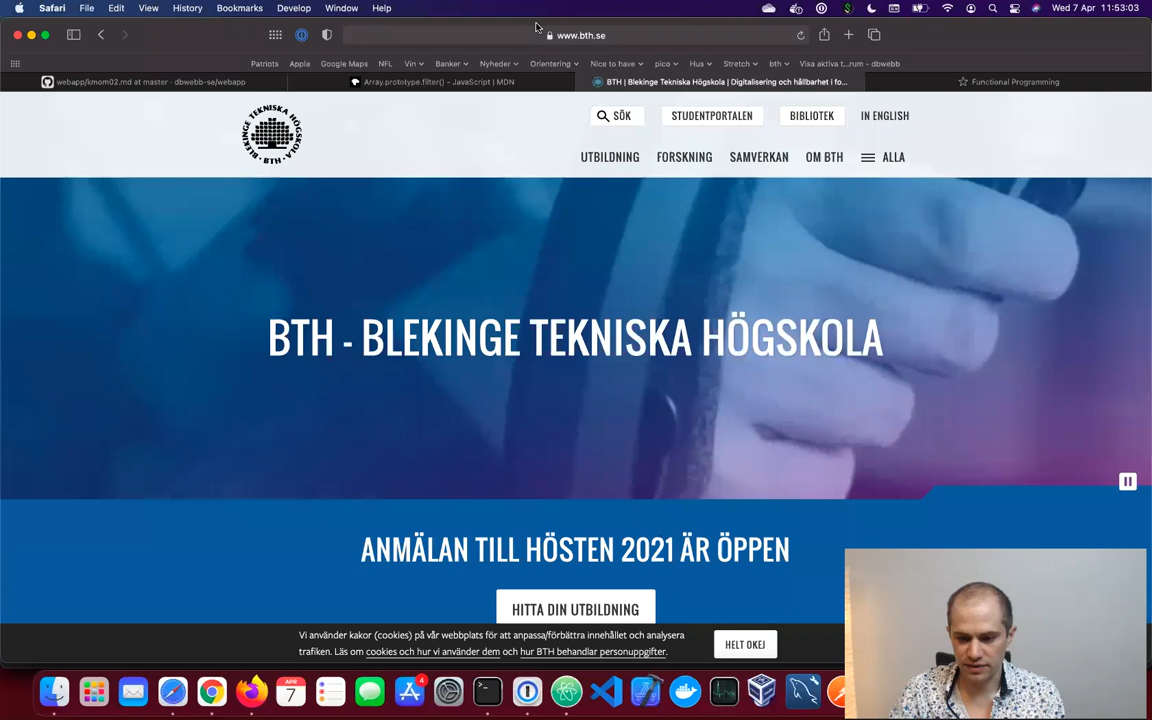 Safari File Edit View History Bookmarks Develop Window Help
Wed 7 Apr 11:53:03
www.bth.se
Patriots Apple Google Maps NFL Vin Banker Nyheder Orientering Nice to have pico Hus Stretch bth Visa aktiva t...rum - dbwebb
webapp/kmom02.md at master · dbwebb-se/webapp
Array.prototype.filter() - JavaScript | MDN
BTH | Blekinge Tekniska Högskola | Digitalisering och hållbarhet i fo...
Functional Programming
BLEKINGE TEKNISKA HÖGSKOLA · BTH ·
SÖK STUDENTPORTALEN BIBLIOTEK IN ENGLISH
UTBILDNING FORSKNING SAMVERKAN OM BTH ALLA
BTH - BLEKINGE TEKNISKA HÖGSKOLA
ANMÄLAN TILL HÖSTEN 2021 ÄR ÖPPEN
HITTA DIN UTBILDNING
Vi använder kakor (cookies) på vår webbplats för att anpassa/förbättra innehållet och analysera
trafiken. Läs om cookies och hur vi använder dem och hur BTH behandlar personuppgifter.
HELT OKEJ
7
4